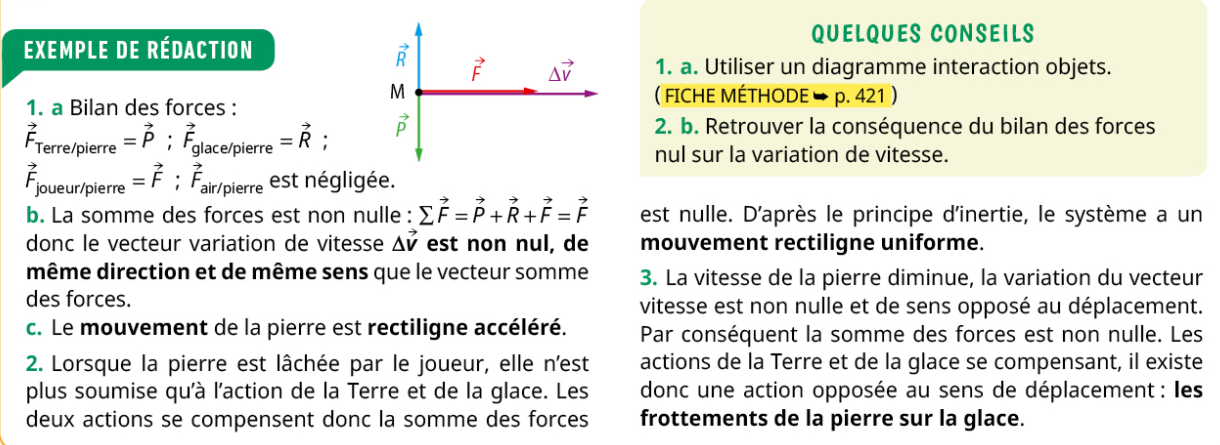 EXEMPLE DE RÉDACTION
1. a Bilan des forces :
F⃗Terre/pierre = P⃗ ; F⃗glace/pierre = R⃗ ;
F⃗joueur/pierre = F⃗ ; F⃗air/pierre est négligée.
R⃗
F⃗
Δv⃗
M
P⃗
b. La somme des forces est non nulle : ∑F⃗ = P⃗ + R⃗ + F⃗ = F⃗
donc le vecteur variation de vitesse Δv⃗ est non nul, de
même direction et de même sens que le vecteur somme
des forces.
c. Le mouvement de la pierre est rectiligne accéléré.
2. Lorsque la pierre est lâchée par le joueur, elle n’est
plus soumise qu’à l’action de la Terre et de la glace. Les
deux actions se compensent donc la somme des forces
QUELQUES CONSEILS
1. a. Utiliser un diagramme interaction objets.
( FICHE MÉTHODE ➥ p. 421 )
2. b. Retrouver la conséquence du bilan des forces
nul sur la variation de vitesse.
est nulle. D’après le principe d’inertie, le système a un
mouvement rectiligne uniforme.
3. La vitesse de la pierre diminue, la variation du vecteur
vitesse est non nulle et de sens opposé au déplacement.
Par conséquent la somme des forces est non nulle. Les
actions de la Terre et de la glace se compensant, il existe
donc une action opposée au sens de déplacement : les
frottements de la pierre sur la glace.